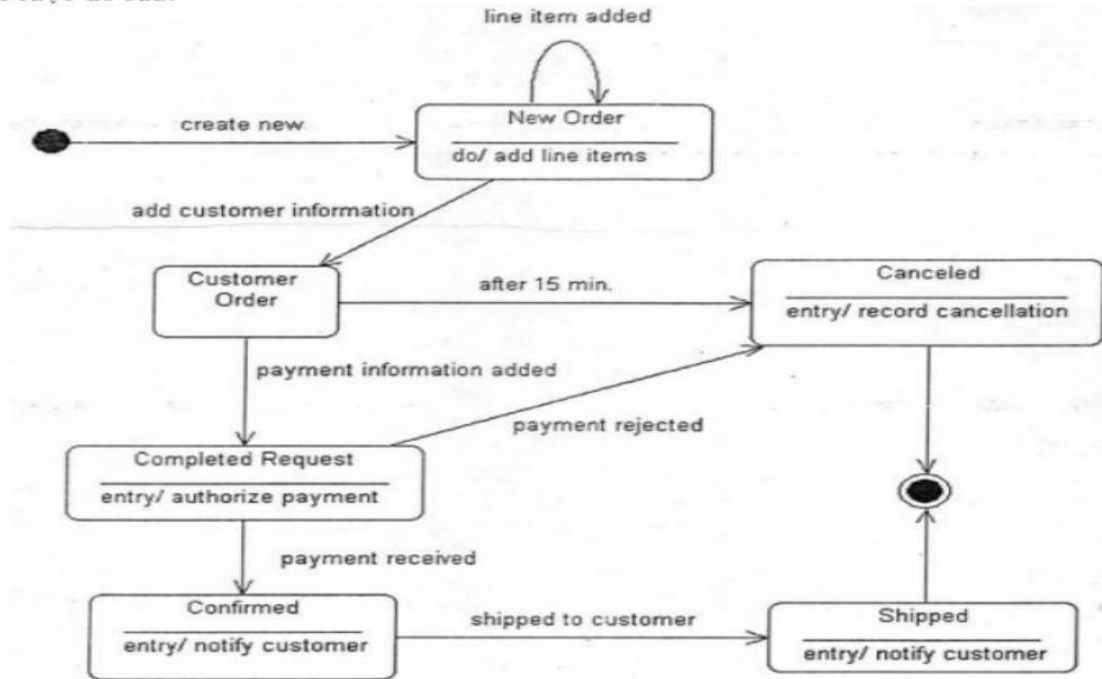 line item added
create new
New Order
do/ add line items
add customer information
Customer
Order
after 15 min.
Canceled
entry/ record cancellation
payment information added
payment rejected
Completed Request
entry/ authorize payment
payment received
Confirmed
entry/ notify customer
shipped to customer
Shipped
entry/ notify customer